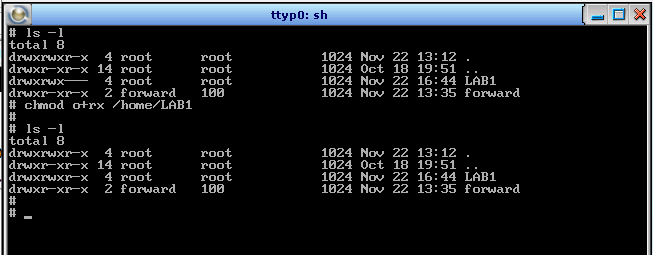 ttyp0: sh
# ls -l
total 8
drwxrwxr-x  4 root      root           1024 Nov 22 13:12 .
drwxr-xr-x 14 root      root           1024 Oct 18 19:51 ..
drwxrwx---  4 root      root           1024 Nov 22 16:44 LAB1
drwxr-xr-x  2 forward   100            1024 Nov 22 13:35 forward
# chmod o+rx /home/LAB1
#
# ls -l
total 8
drwxrwxr-x  4 root      root           1024 Nov 22 13:12 .
drwxr-xr-x 14 root      root           1024 Oct 18 19:51 ..
drwxrwxr-x  4 root      root           1024 Nov 22 16:44 LAB1
drwxr-xr-x  2 forward   100            1024 Nov 22 13:35 forward
#
# _